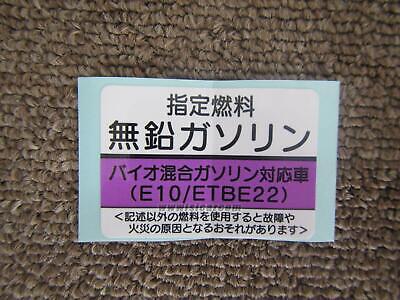 指定燃料
無鉛ガソリン
バイオ混合ガソリン対応車
(E10/ETBE22)
<記述以外の燃料を使用すると故障や
火災の原因となるおそれがあります>